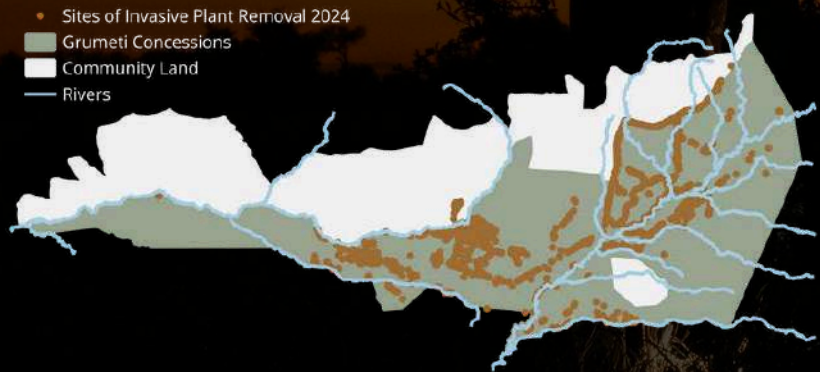 Sites of Invasive Plant Removal 2024
Grumeti Concessions
Community Land
Rivers